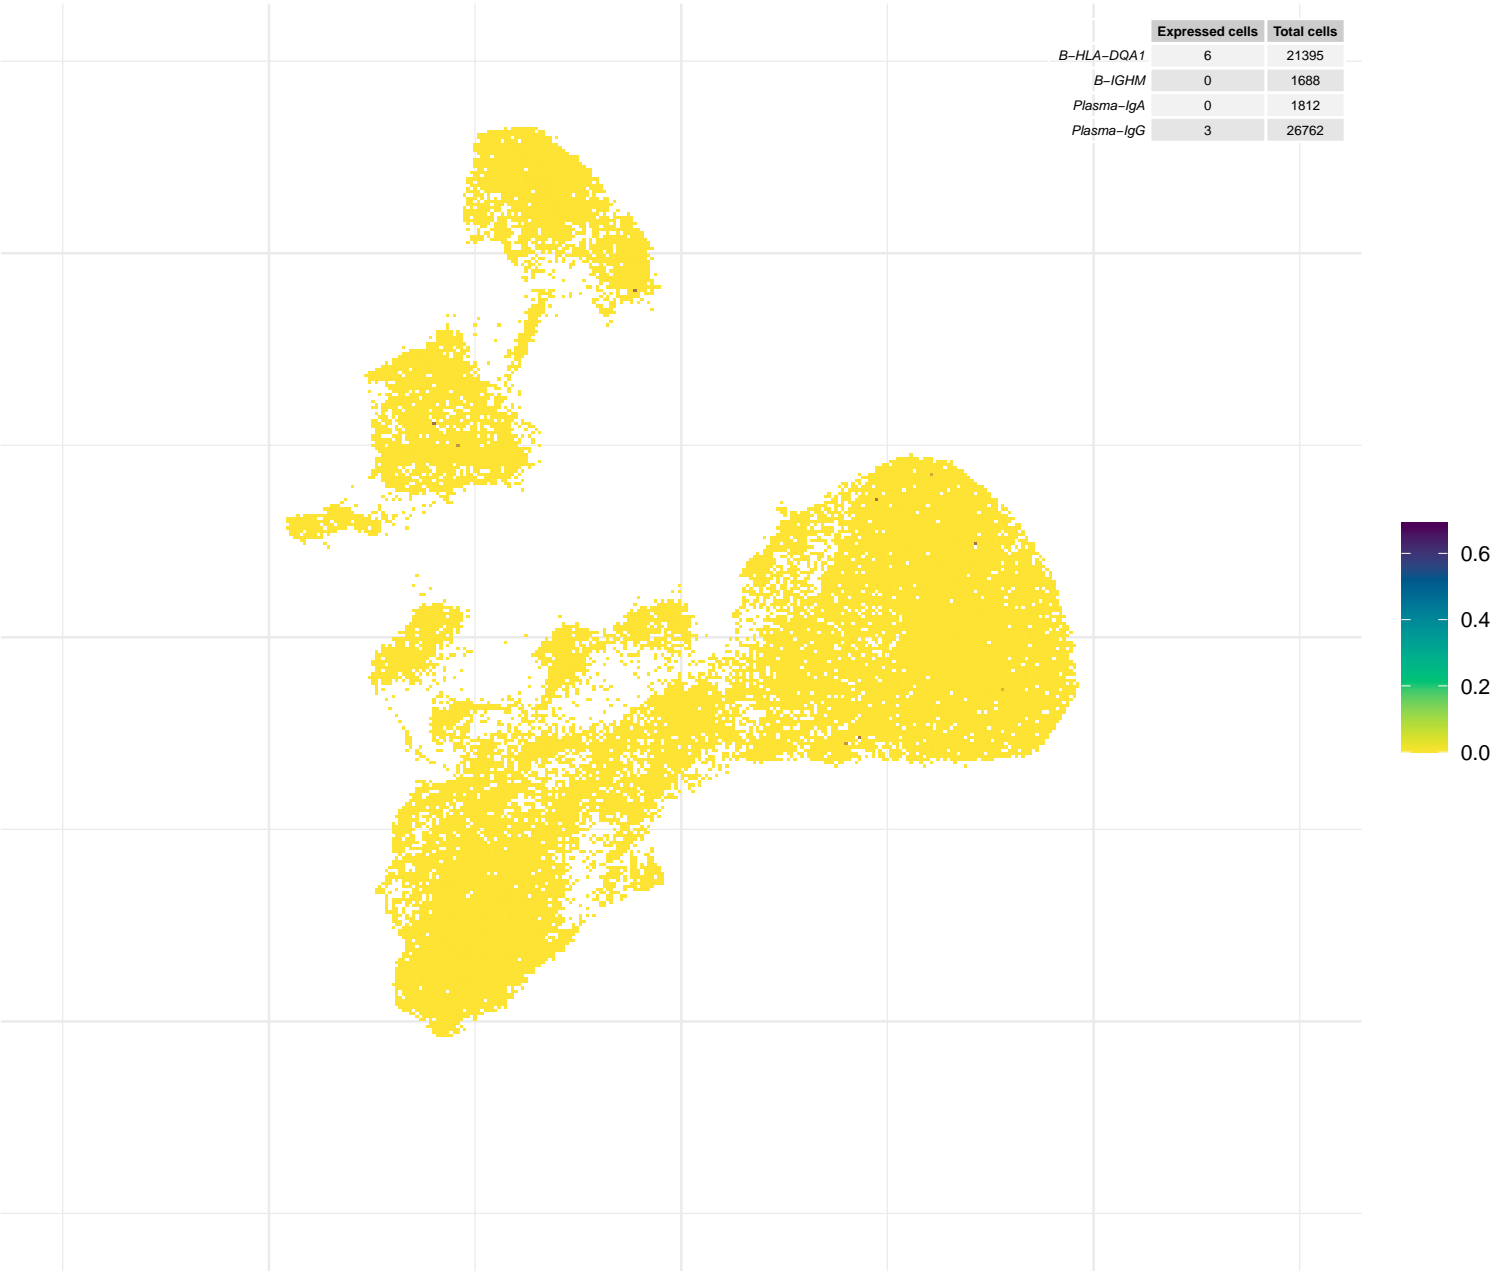 Expressed cells Total cells
B−HLA−DQA1 6 21395
B−IGHM 0 1688
Plasma−IgA 0 1812
Plasma−IgG 3 26762
0.6
0.4
0.2
0.0